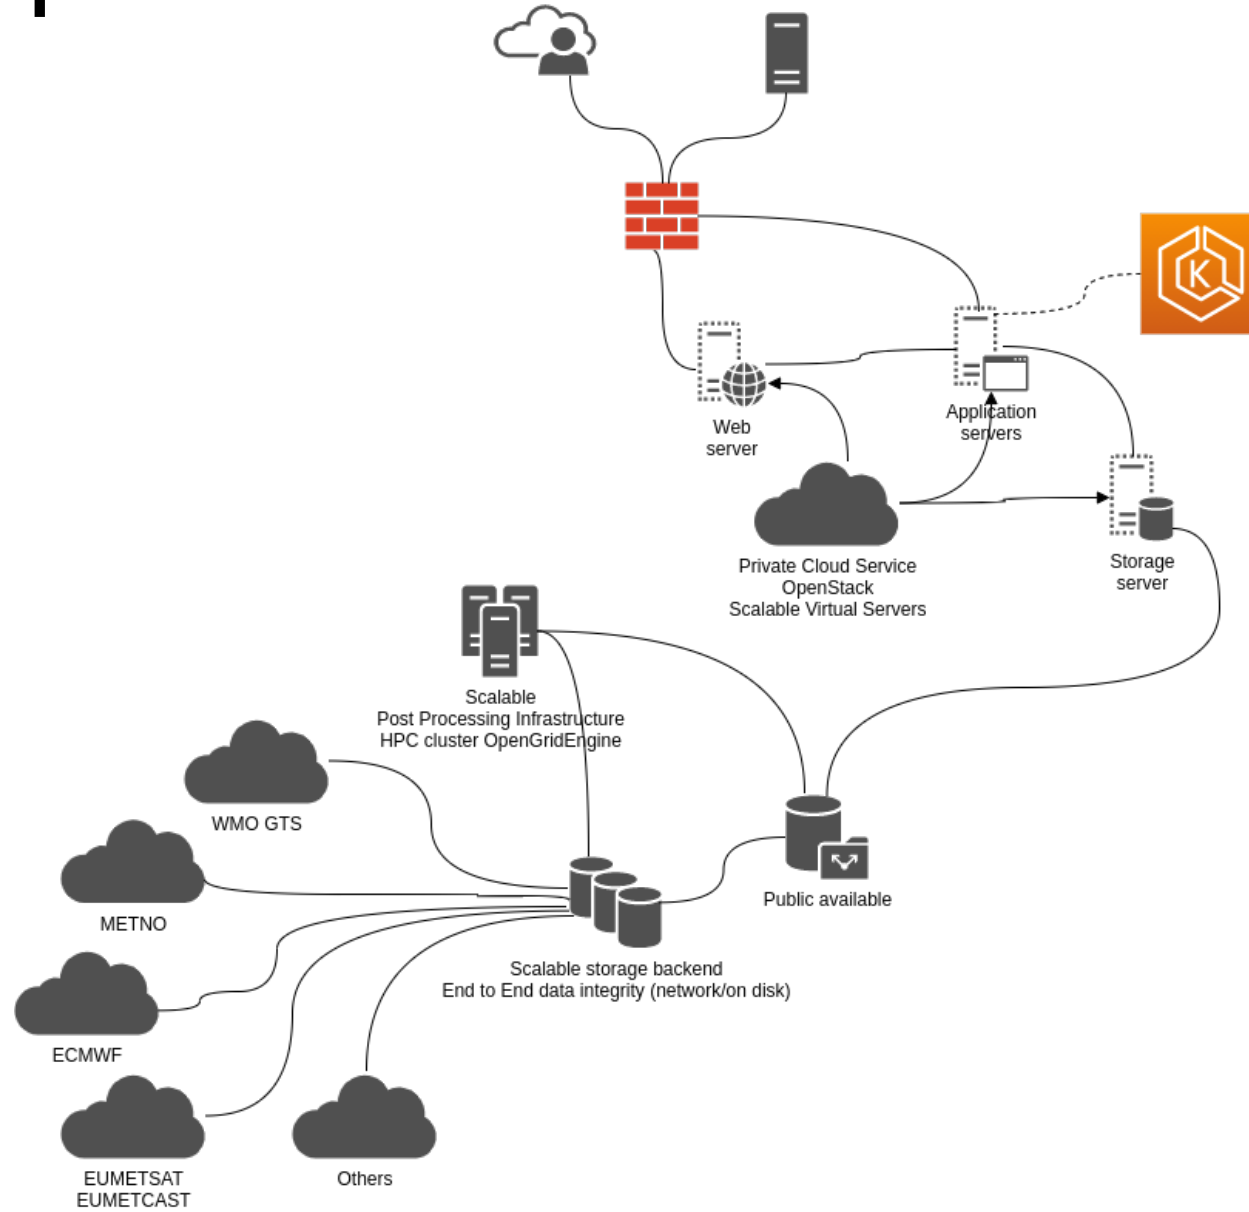 K
Web
server
Application
servers
Private Cloud Service
OpenStack
Scalable Virtual Servers
Storage
server
Scalable
Post Processing Infrastructure
HPC cluster OpenGridEngine
WMO GTS
METNO
Public available
Scalable storage backend
End to End data integrity (network/on disk)
ECMWF
EUMETSAT
EUMETCAST
Others